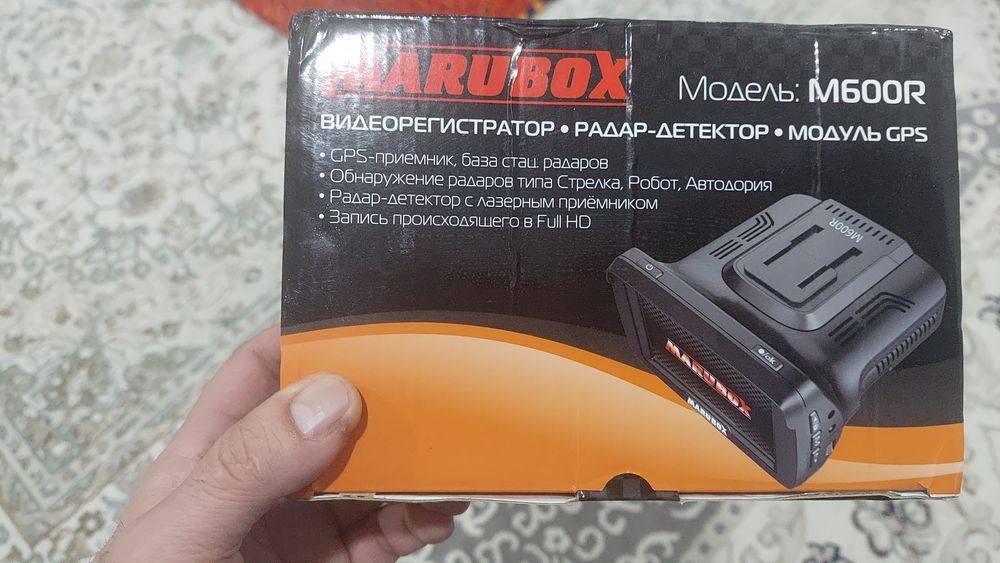 MARUBOX
Модель: M600R
ВИДЕОРЕГИСТРАТОР • РАДАР-ДЕТЕКТОР • МОДУЛЬ GPS
• GPS-приемник, база стац. радаров
• Обнаружение радаров типа Стрелка, Робот, Автодория
• Радар-детектор с лазерным приёмником
• Запись происходящего в Full HD
M600R
/ok
MARUBOX
MARUBOX